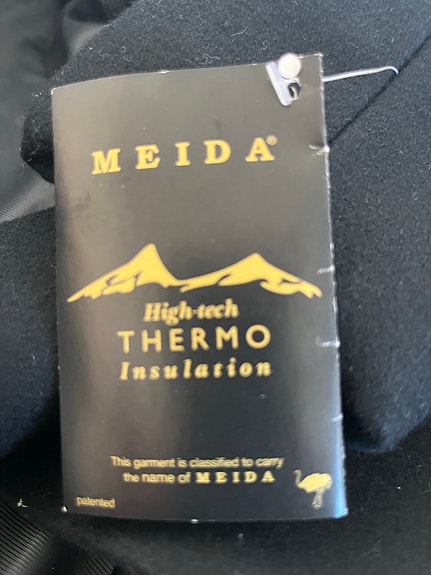 MEIDA®
High-tech
THERMO
Insulation
This garment is classified to carry
the name of MEIDA
patented